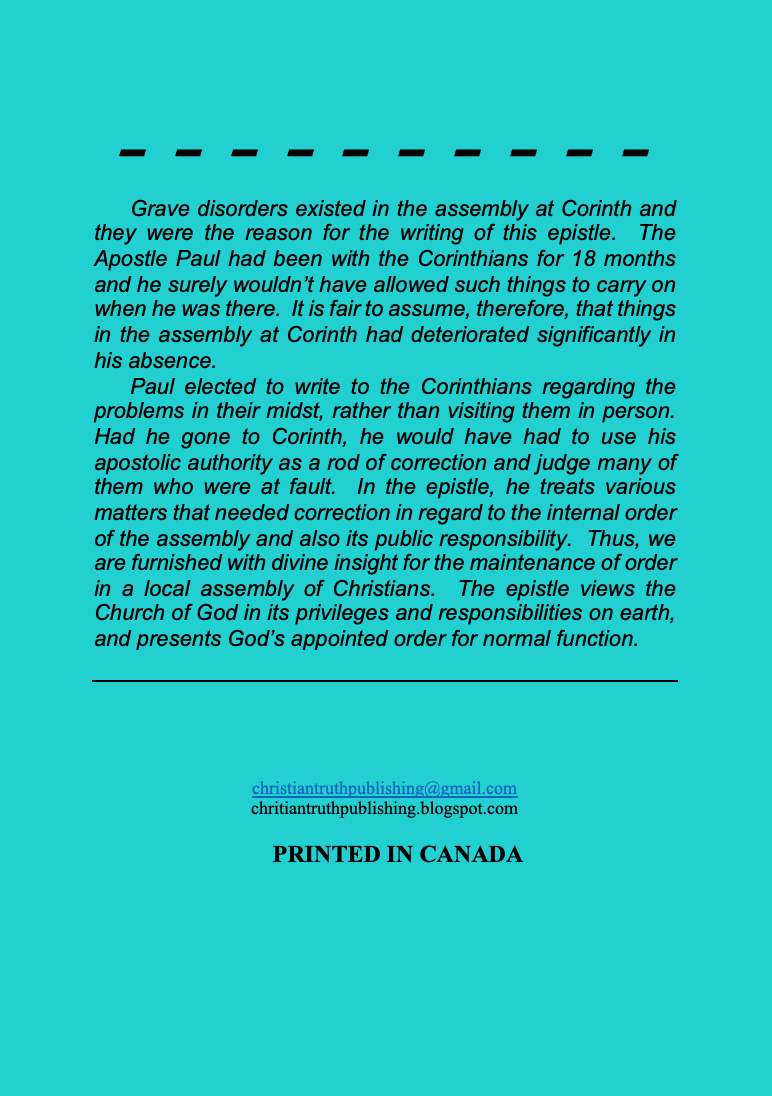 Grave disorders existed in the assembly at Corinth and
they were the reason for the writing of this epistle.  The
Apostle Paul had been with the Corinthians for 18 months
and he surely wouldn’t have allowed such things to carry on
when he was there.  It is fair to assume, therefore, that things
in the assembly at Corinth had deteriorated significantly in
his absence.
Paul elected to write to the Corinthians regarding the
problems in their midst, rather than visiting them in person.
Had he gone to Corinth, he would have had to use his
apostolic authority as a rod of correction and judge many of
them who were at fault.  In the epistle, he treats various
matters that needed correction in regard to the internal order
of the assembly and also its public responsibility.  Thus, we
are furnished with divine insight for the maintenance of order
in a local assembly of Christians.  The epistle views the
Church of God in its privileges and responsibilities on earth,
and presents God’s appointed order for normal function.
christiantruthpublishing@gmail.com
chritiantruthpublishing.blogspot.com
PRINTED IN CANADA